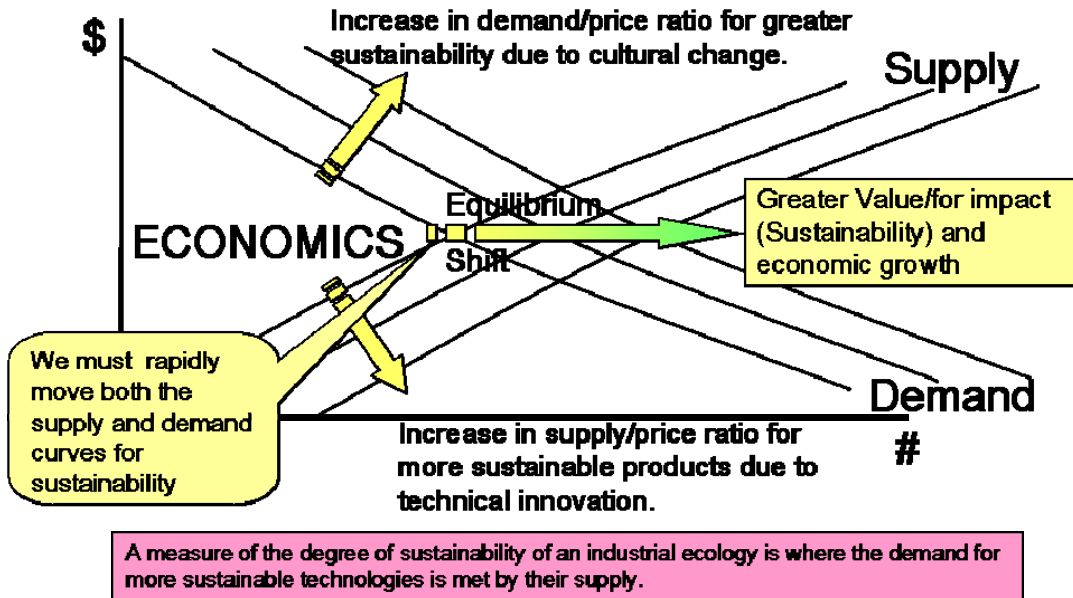 $
Increase in demand/price ratio for greater
sustainability due to cultural change.
Supply
Equilibrium
Shift
ECONOMICS
Greater Value/for impact
(Sustainability) and
economic growth
We must rapidly
move both the
supply and demand
curves for
sustainability
Demand
#
Increase in supply/price ratio for
more sustainable products due to
technical innovation.
A measure of the degree of sustainability of an industrial ecology is where the demand for
more sustainable technologies is met by their supply.